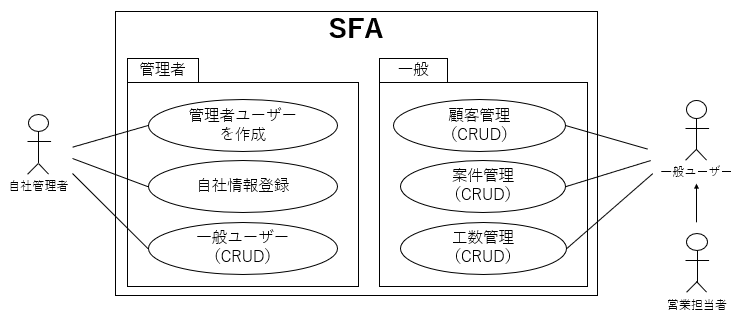 SFA
管理者
管理者ユーザー
を作成
自社情報登録
一般ユーザー
（CRUD）
一般
顧客管理
（CRUD）
案件管理
（CRUD）
工数管理
（CRUD）
自社管理者
一般ユーザー
営業担当者